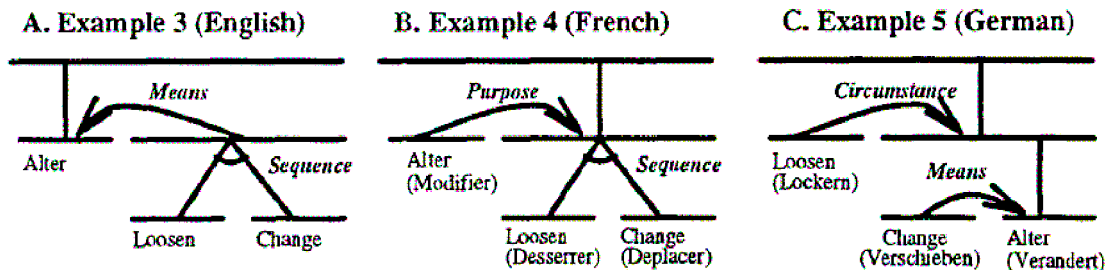 A. Example 3 (English)
Means
Alter
Sequence
Loosen
Change
B. Example 4 (French)
Purpose
Alter
(Modifier)
Sequence
Loosen
(Desserrer)
Change
(Deplacer)
C. Example 5 (German)
Circumstance
Loosen
(Lockern)
Means
Change
(Verschieben)
Alter
(Verandert)